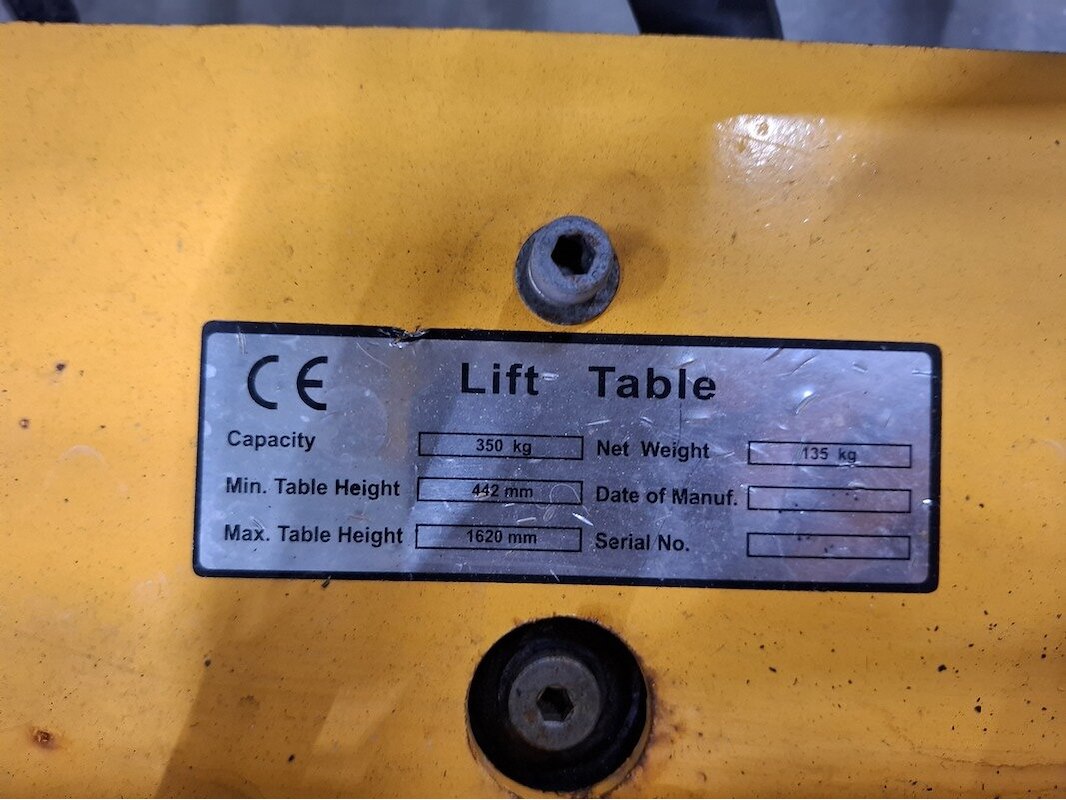 CE Lift Table
Capacity 350 kg Net Weight 135 kg
Min. Table Height 442 mm Date of Manuf.
Max. Table Height 1620 mm Serial No.